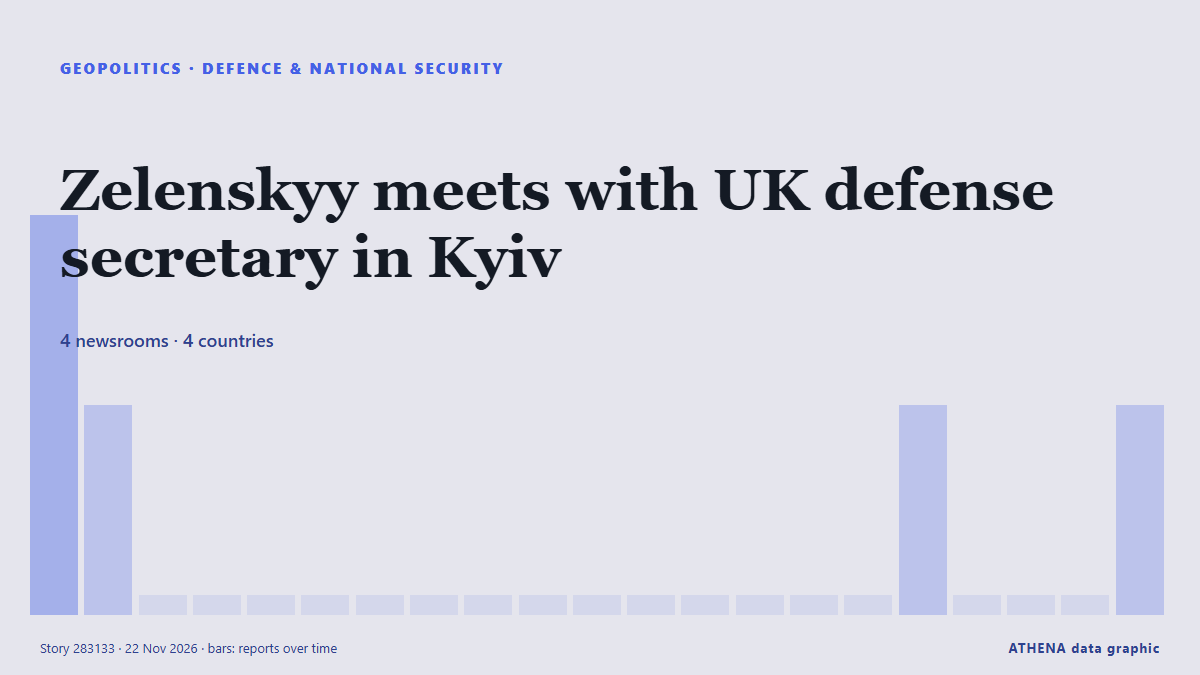 GEOPOLITICS · DEFENCE & NATIONAL SECURITY
Zelenskyy meets with UK defense
secretary in Kyiv
4 newsrooms · 4 countries
Story 283133 · 22 Nov 2026 · bars: reports over time
ATHENA data graphic